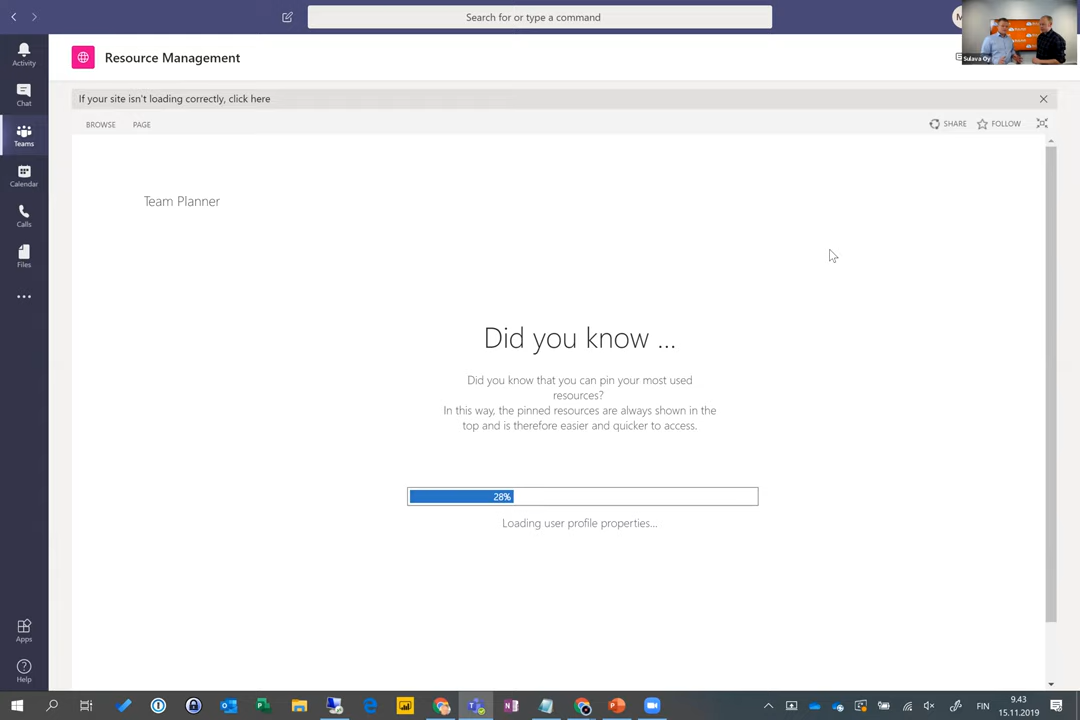 Search for or type a command
Activity
Chat
Teams
Calendar
Calls
Files
Apps
Help
Resource Management
Sulava Oy
If your site isn't loading correctly, click here
BROWSE
PAGE
SHARE
FOLLOW
Team Planner
Did you know ...
Did you know that you can pin your most used
resources?
In this way, the pinned resources are always shown in the
top and is therefore easier and quicker to access.
28%
Loading user profile properties...
FIN
9.43
15.11.2019